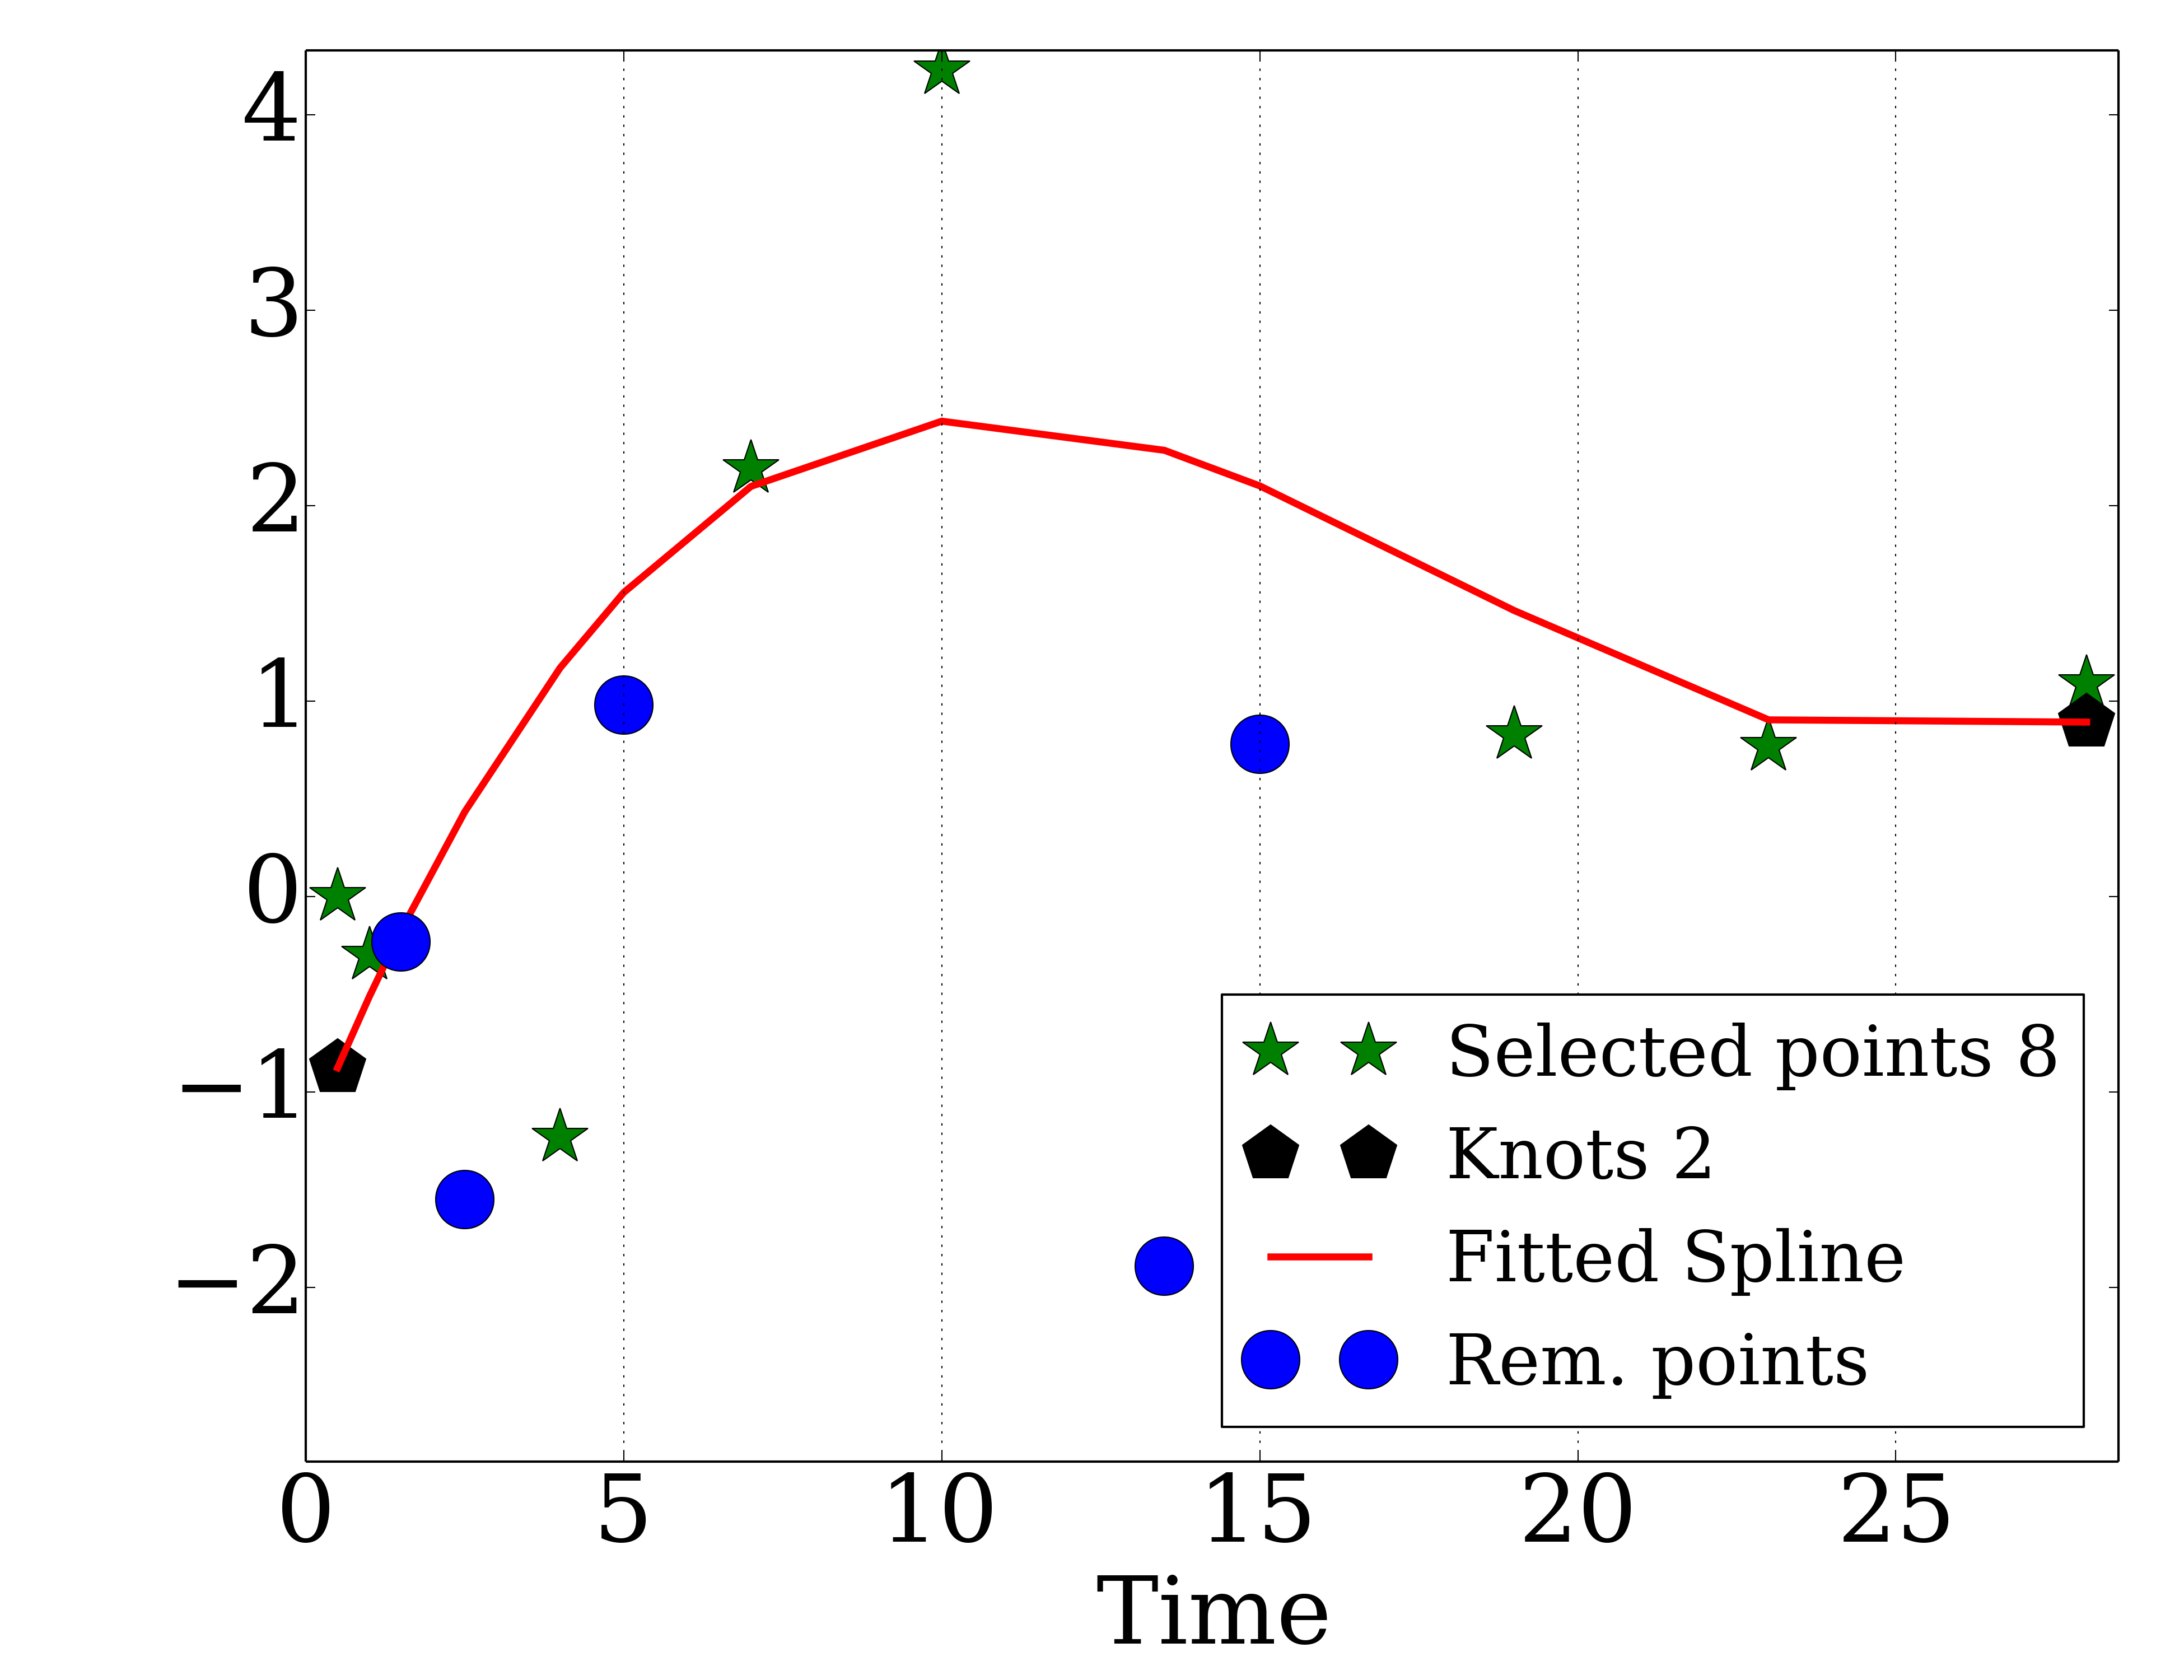 4
3
2
1
0
−1
−2
0 5 10 15 20 25
Time
Selected points 8
Knots 2
Fitted Spline
Rem. points